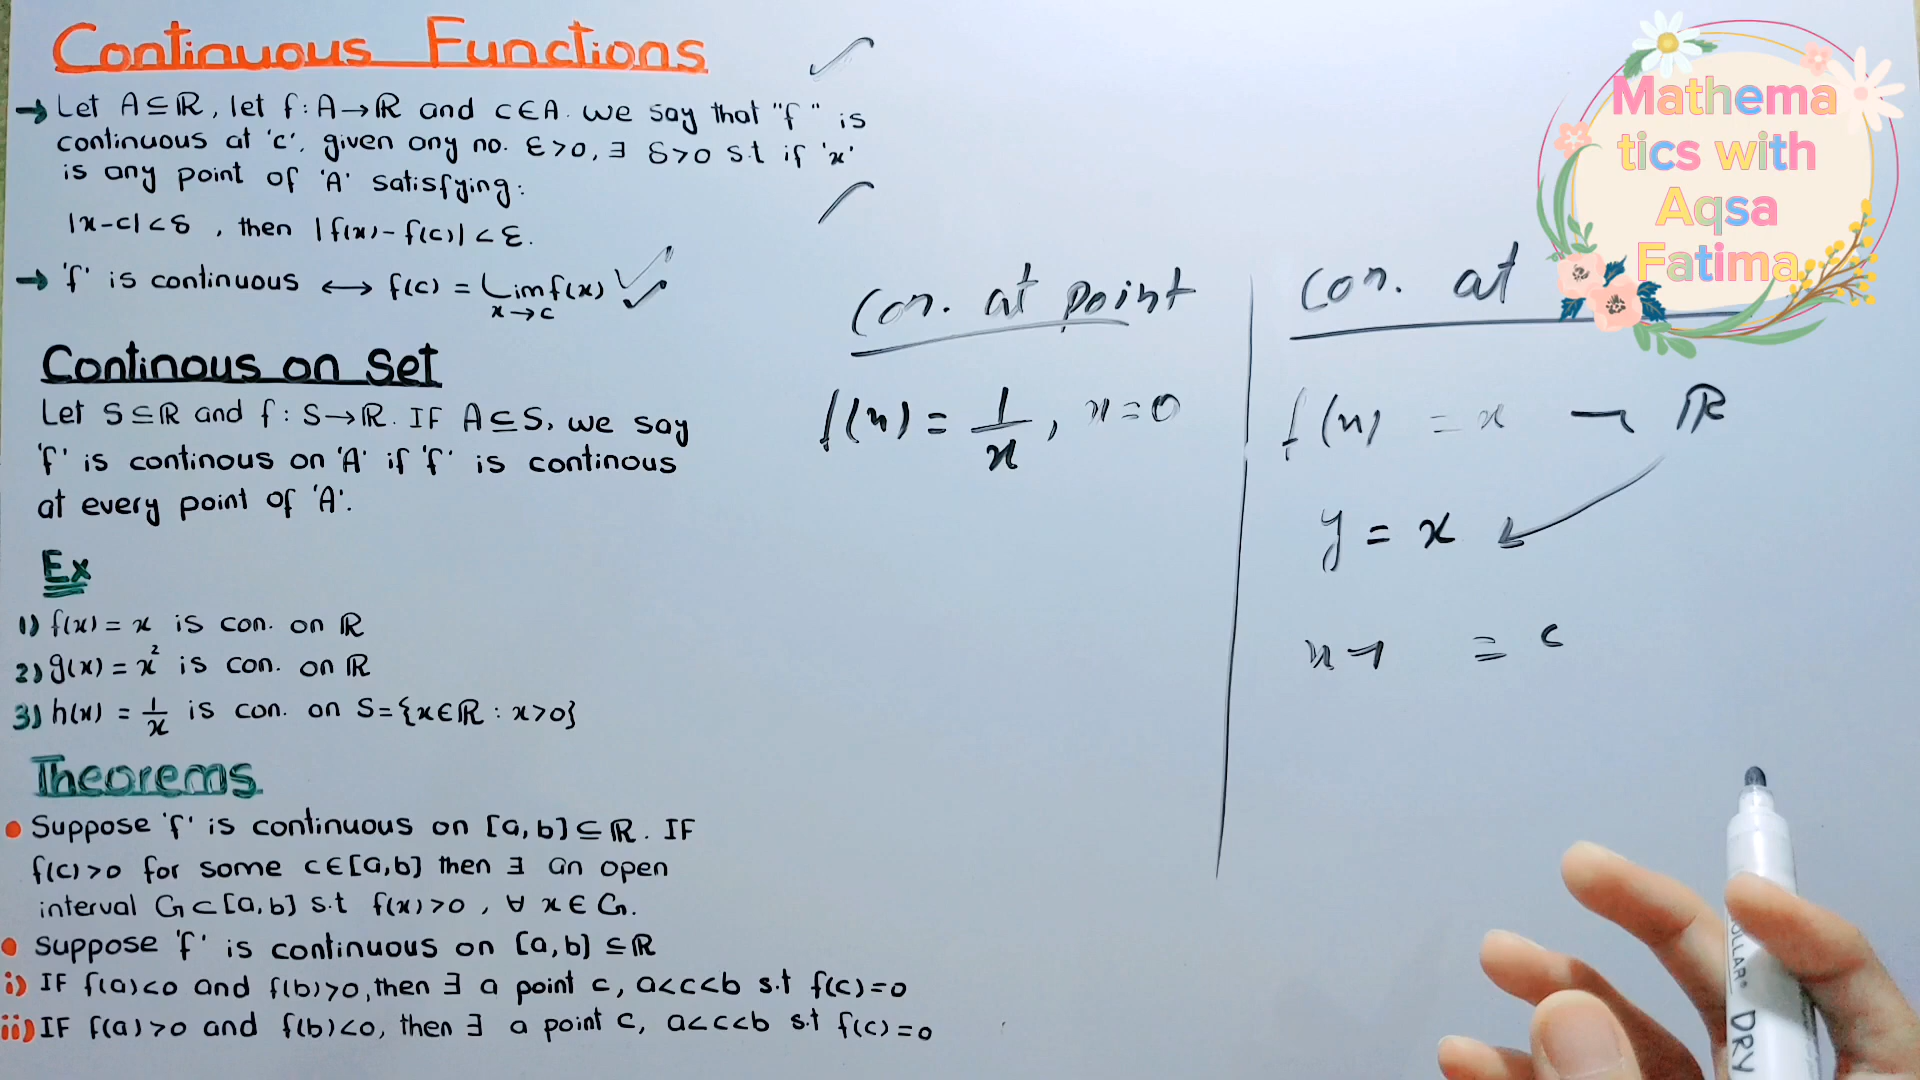 Continuous Functions
→ Let A⊆ℝ, let f:A→ℝ and c∈A. we say that "f" is
continuous at 'c', given any no. ε>0, ∃ δ>0 s.t if 'x'
is any point of 'A' satisfying:
|x-c|<δ , then |f(x)-f(c)|<ε.
→ 'f' is continuous ⟷ f(c) = Lim f(x)
x→c
Continous on Set
Let S⊆ℝ and f: S→ℝ. IF A⊆S, we say
'f' is continous on 'A' if 'f' is continous
at every point of 'A'.
Ex
1) f(x) = x is con. on ℝ
2) g(x) = x² is con. on ℝ
3) h(x) = 1/x is con. on S={x∈ℝ : x>0}
Theorems
• Suppose 'f' is continuous on [a,b]⊆ℝ. IF
f(c)>0 for some c∈[a,b] then ∃ an open
interval G⊂[a,b] s.t f(x)>0, ∀ x∈G.
• Suppose 'f' is continuous on [a,b]⊆ℝ
i) IF f(a)<0 and f(b)>0, then ∃ a point c, a<c<b s.t f(c)=0
ii) IF f(a)>0 and f(b)<0, then ∃ a point c, a<c<b s.t f(c)=0
Con. at point
f(x) = 1/x, x=0
con. at
f(x) = x → ℝ
y = x
x→ = c
Mathema
tics with
Aqsa
Fatima
DRY